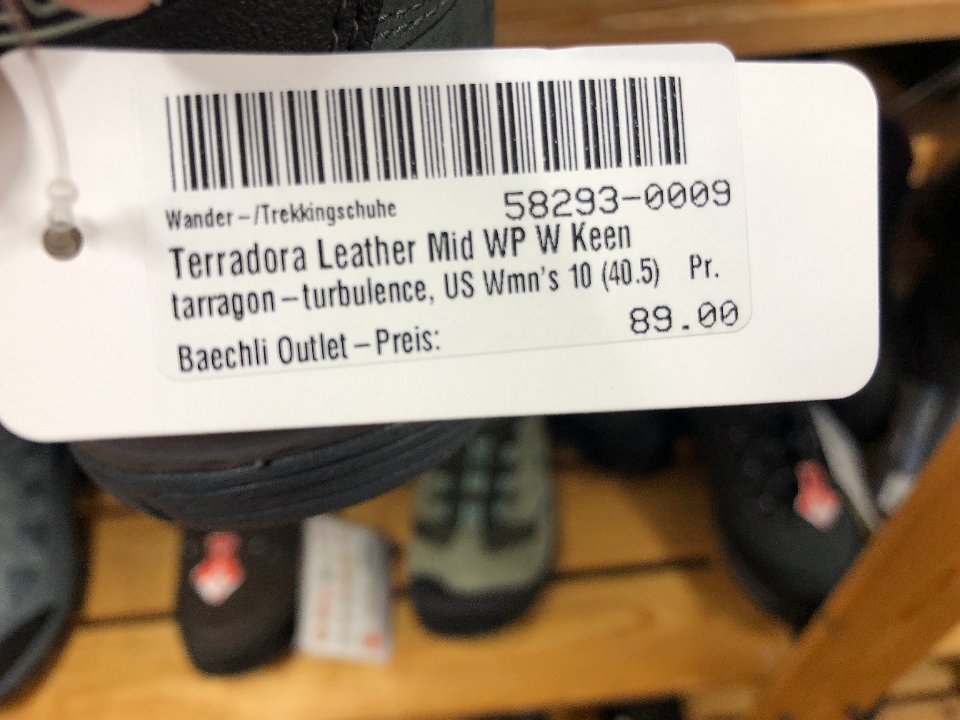 58293-0009
Wander-/Trekkingschuhe
Terradora Leather Mid WP W Keen
tarragon-turbulence, US Wmn's 10 (40.5) Pr.
Baechli Outlet-Preis: 89.00